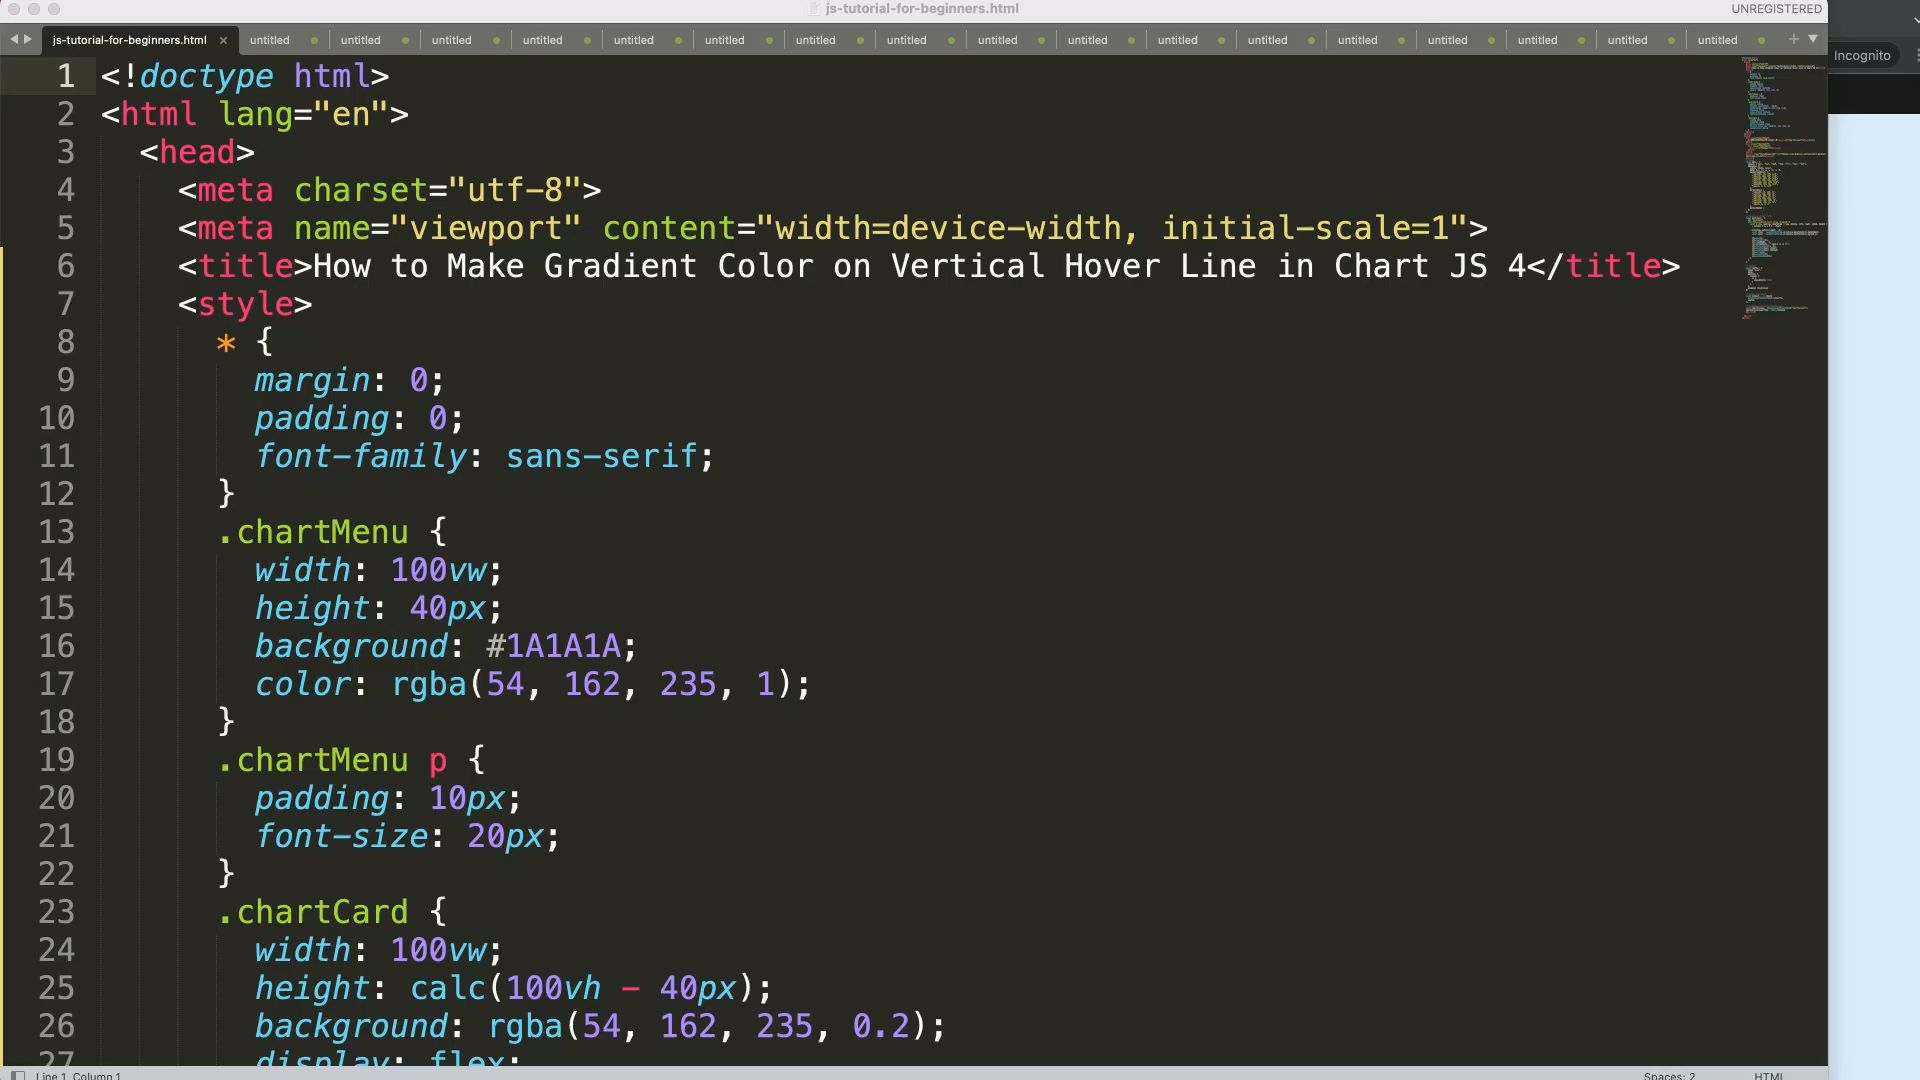 js-tutorial-for-beginners.html
UNREGISTERED
js-tutorial-for-beginners.html × untitled untitled untitled untitled untitled untitled untitled untitled untitled untitled untitled untitled untitled untitled untitled untitled untitled +
Incognito
1 <!doctype html>
2 <html lang="en">
3 <head>
4 <meta charset="utf-8">
5 <meta name="viewport" content="width=device-width, initial-scale=1">
6 <title>How to Make Gradient Color on Vertical Hover Line in Chart JS 4</title>
7 <style>
8 * {
9 margin: 0;
10 padding: 0;
11 font-family: sans-serif;
12 }
13 .chartMenu {
14 width: 100vw;
15 height: 40px;
16 background: #1A1A1A;
17 color: rgba(54, 162, 235, 1);
18 }
19 .chartMenu p {
20 padding: 10px;
21 font-size: 20px;
22 }
23 .chartCard {
24 width: 100vw;
25 height: calc(100vh - 40px);
26 background: rgba(54, 162, 235, 0.2);
27 display: flex;
Line 1, Column 1
Spaces: 2
HTML